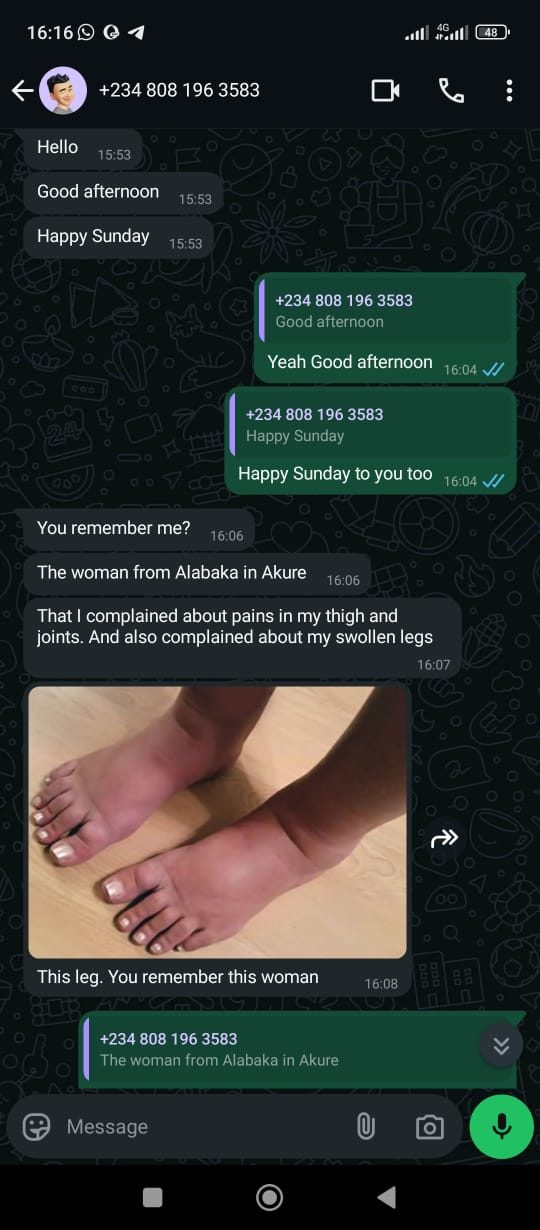 16:16
4G
48
+234 808 196 3583
Hello 15:53
Good afternoon 15:53
Happy Sunday 15:53
+234 808 196 3583
Good afternoon
Yeah Good afternoon 16:04
+234 808 196 3583
Happy Sunday
Happy Sunday to you too 16:04
You remember me? 16:06
The woman from Alabaka in Akure 16:06
That I complained about pains in my thigh and
joints. And also complained about my swollen legs
16:07
This leg. You remember this woman 16:08
+234 808 196 3583
The woman from Alabaka in Akure
Message